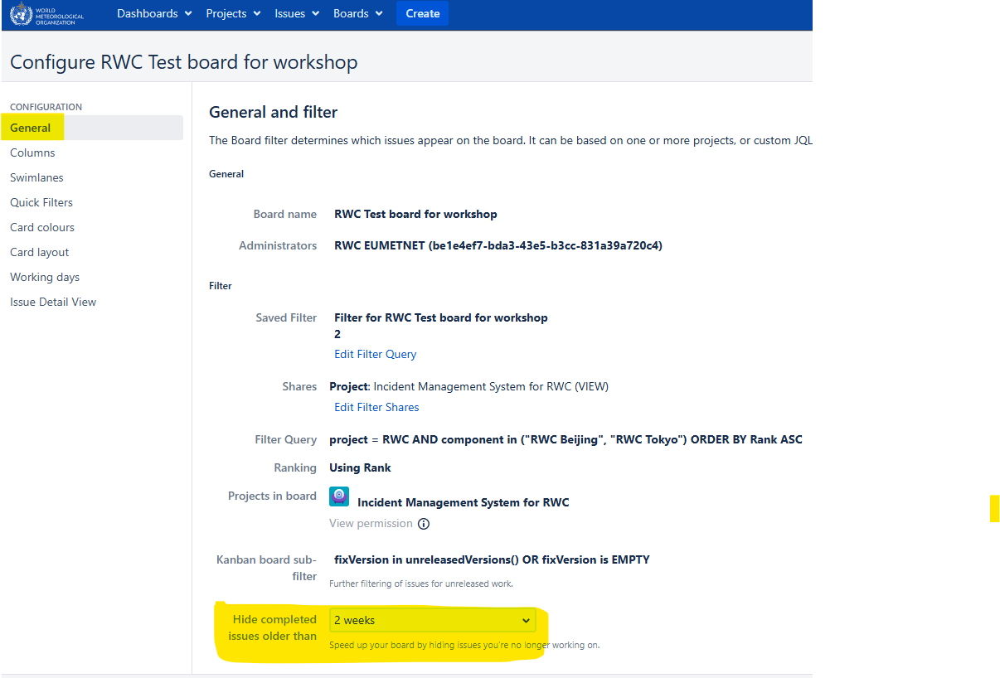 WORLD
METEOROLOGICAL
ORGANIZATION
Dashboards Projects Issues Boards Create
Configure RWC Test board for workshop
CONFIGURATION
General
Columns
Swimlanes
Quick Filters
Card colours
Card layout
Working days
Issue Detail View
General and filter
The Board filter determines which issues appear on the board. It can be based on one or more projects, or custom JQL
General
Board name RWC Test board for workshop
Administrators RWC EUMETNET (be1e4ef7-bda3-43e5-b3cc-831a39a720c4)
Filter
Saved Filter Filter for RWC Test board for workshop
2
Edit Filter Query
Shares Project: Incident Management System for RWC (VIEW)
Edit Filter Shares
Filter Query project = RWC AND component in ("RWC Beijing", "RWC Tokyo") ORDER BY Rank ASC
Ranking Using Rank
Projects in board Incident Management System for RWC
View permission
Kanban board sub- fixVersion in unreleasedVersions() OR fixVersion is EMPTY
filter Further filtering of issues for unreleased work.
Hide completed 2 weeks
issues older than Speed up your board by hiding issues you're no longer working on.